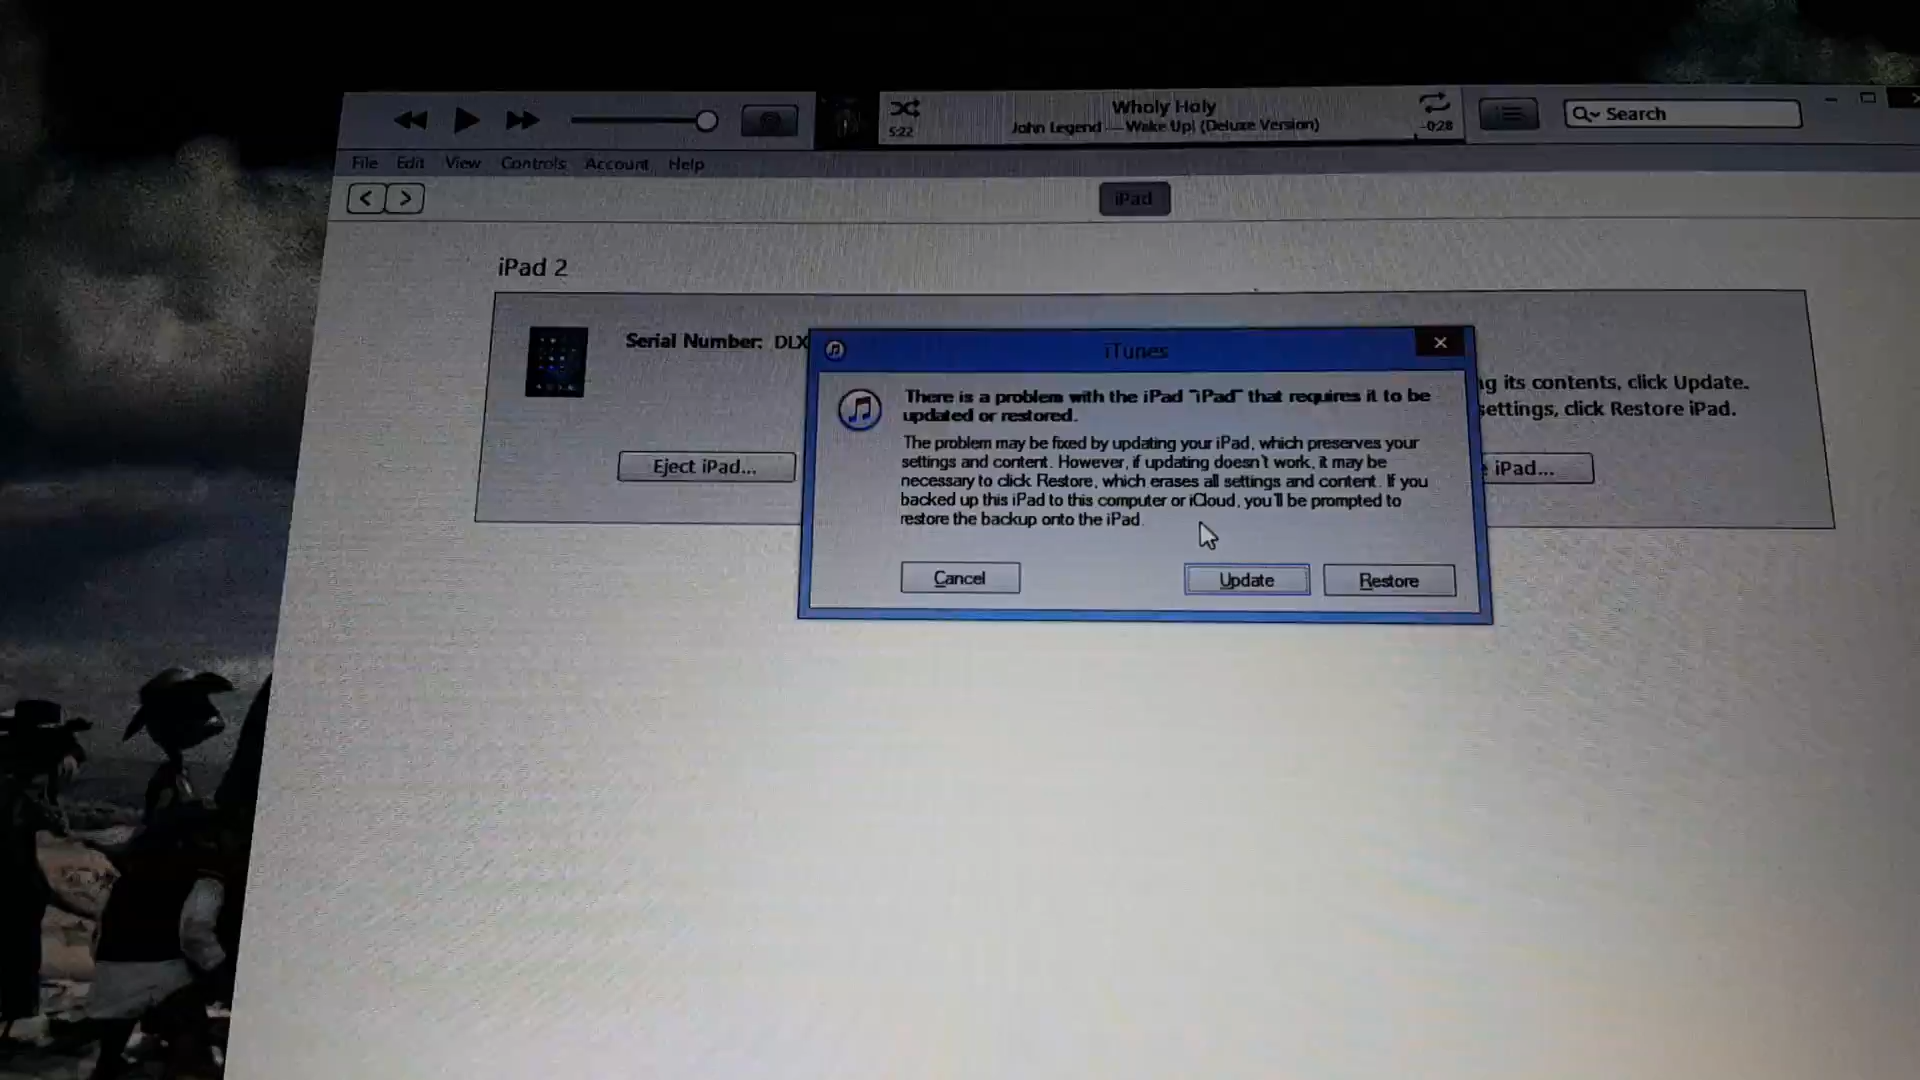 Wholy Holy
5:22
John Legend — Wake Up! (Deluxe Version)
-0:28
Search
File Edit View Controls Account Help
< >
iPad
iPad 2
Serial Number: DLX
iTunes
There is a problem with the iPad "iPad" that requires it to be
updated or restored.
The problem may be fixed by updating your iPad, which preserves your
settings and content. However, if updating doesn't work, it may be
necessary to click Restore, which erases all settings and content. If you
backed up this iPad to this computer or iCloud, you'll be prompted to
restore the backup onto the iPad.
Cancel Update Restore
g its contents, click Update.
settings, click Restore iPad.
Eject iPad...
e iPad...